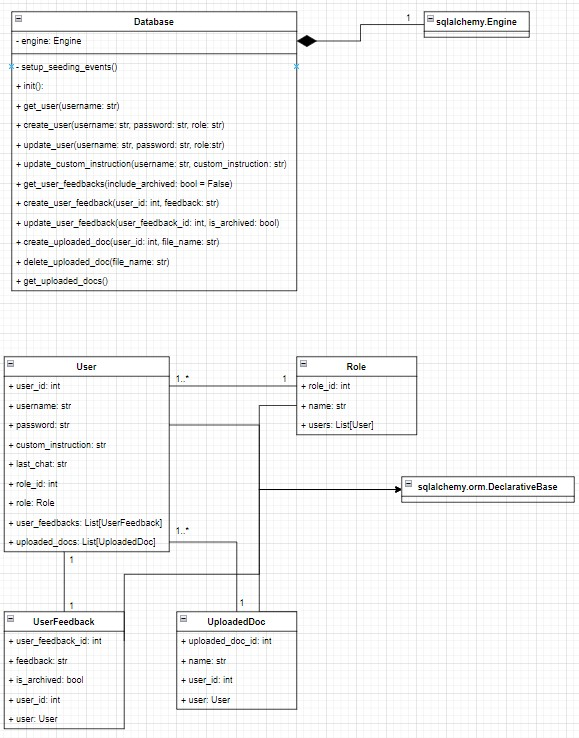 Database
- engine: Engine
- setup_seeding_events()
+ init():
+ get_user(username: str)
+ create_user(username: str, password: str, role: str)
+ update_user(username: str, password: str, role:str)
+ update_custom_instruction(username: str, custom_instruction: str)
+ get_user_feedbacks(include_archived: bool = False)
+ create_user_feedback(user_id: int, feedback: str)
+ update_user_feedback(user_feedback_id: int, is_archived: bool)
+ create_uploaded_doc(user_id: int, file_name: str)
+ delete_uploaded_doc(file_name: str)
+ get_uploaded_docs()
1
sqlalchemy.Engine
User
+ user_id: int
+ username: str
+ password: str
+ custom_instruction: str
+ last_chat: str
+ role_id: int
+ role: Role
+ user_feedbacks: List[UserFeedback]
+ uploaded_docs: List[UploadedDoc]
1..*
1
Role
+ role_id: int
+ name: str
+ users: List[User]
sqlalchemy.orm.DeclarativeBase
1..*
1
1
1
UserFeedback
+ user_feedback_id: int
+ feedback: str
+ is_archived: bool
+ user_id: int
+ user: User
UploadedDoc
+ uploaded_doc_id: int
+ name: str
+ user_id: int
+ user: User